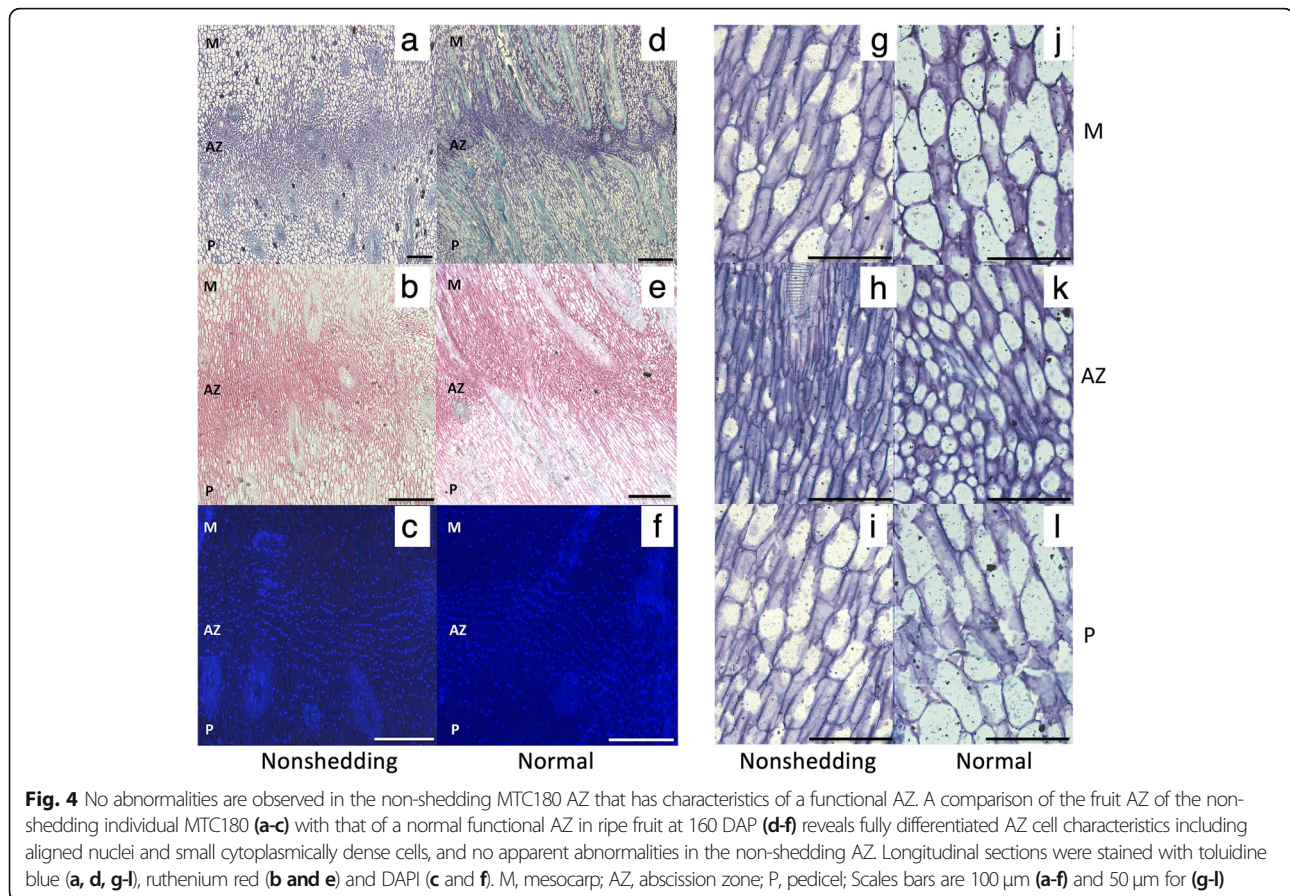 M a
AZ
P
M d
AZ
P
g
j
M
M b
AZ
P
M e
AZ
P
h
k
AZ
M c
AZ
P
M f
AZ
P
i
l
P
Nonshedding Normal Nonshedding Normal
Fig. 4 No abnormalities are observed in the non-shedding MTC180 AZ that has characteristics of a functional AZ. A comparison of the fruit AZ of the non-
shedding individual MTC180 (a-c) with that of a normal functional AZ in ripe fruit at 160 DAP (d-f) reveals fully differentiated AZ cell characteristics including
aligned nuclei and small cytoplasmically dense cells, and no apparent abnormalities in the non-shedding AZ. Longitudinal sections were stained with toluidine
blue (a, d, g-l), ruthenium red (b and e) and DAPI (c and f). M, mesocarp; AZ, abscission zone; P, pedicel; Scales bars are 100 μm (a-f) and 50 μm for (g-l)